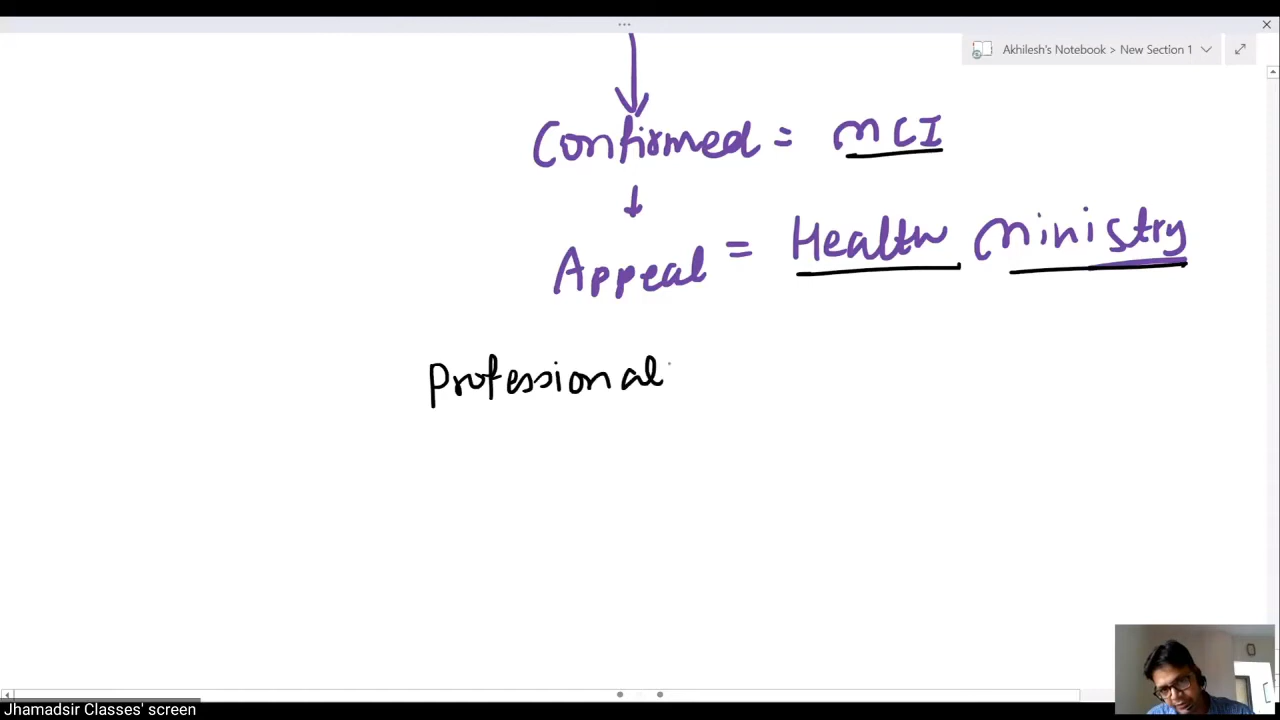 Akhilesh's Notebook > New Section 1
Confirmed = MCI
Appeal = Health Ministry
Professional
Jhamadsir Classes' screen